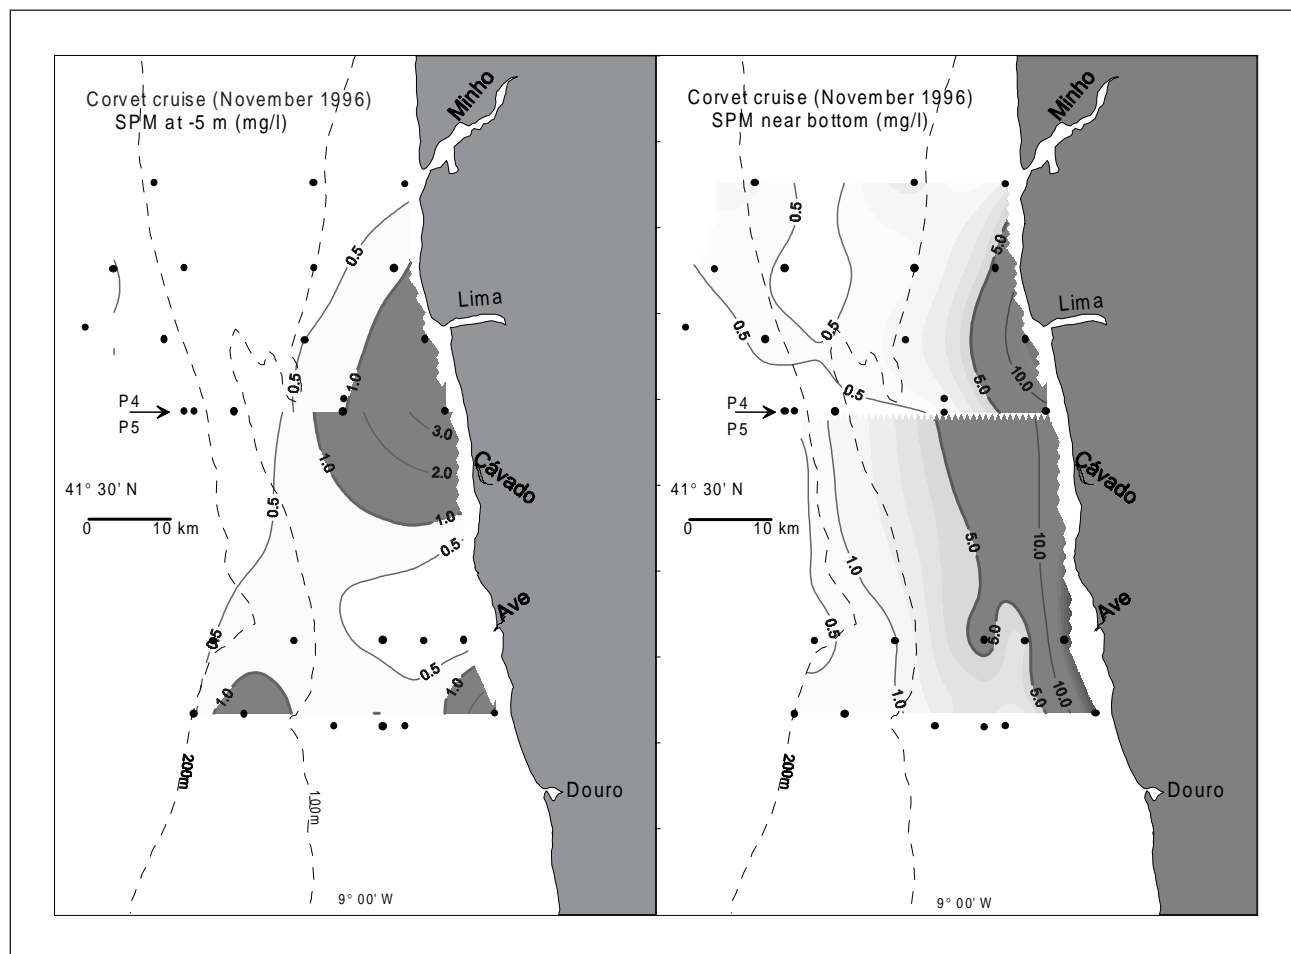 Corvet cruise (November 1996)
SPM at -5 m (mg/l)
Minho
0.5
Lima
0.5
1.0
P4
P5
3.0
2.0
1.0
Cávado
41° 30' N
0.5
0 10 km
1.0
0.5
Ave
0.5
0.5
1.0
1.0
200m
100m
Douro
9° 00' W
Corvet cruise (November 1996)
SPM near bottom (mg/l)
Minho
0.5
5.0
Lima
0.5
0.5
5.0
10.0
0.5
P4
P5
Cávado
41° 30' N
0 10 km
5.0
10.0
1.0
Ave
0.5
5.0
1.0
5.0
10.0
200m
Douro
9° 00' W